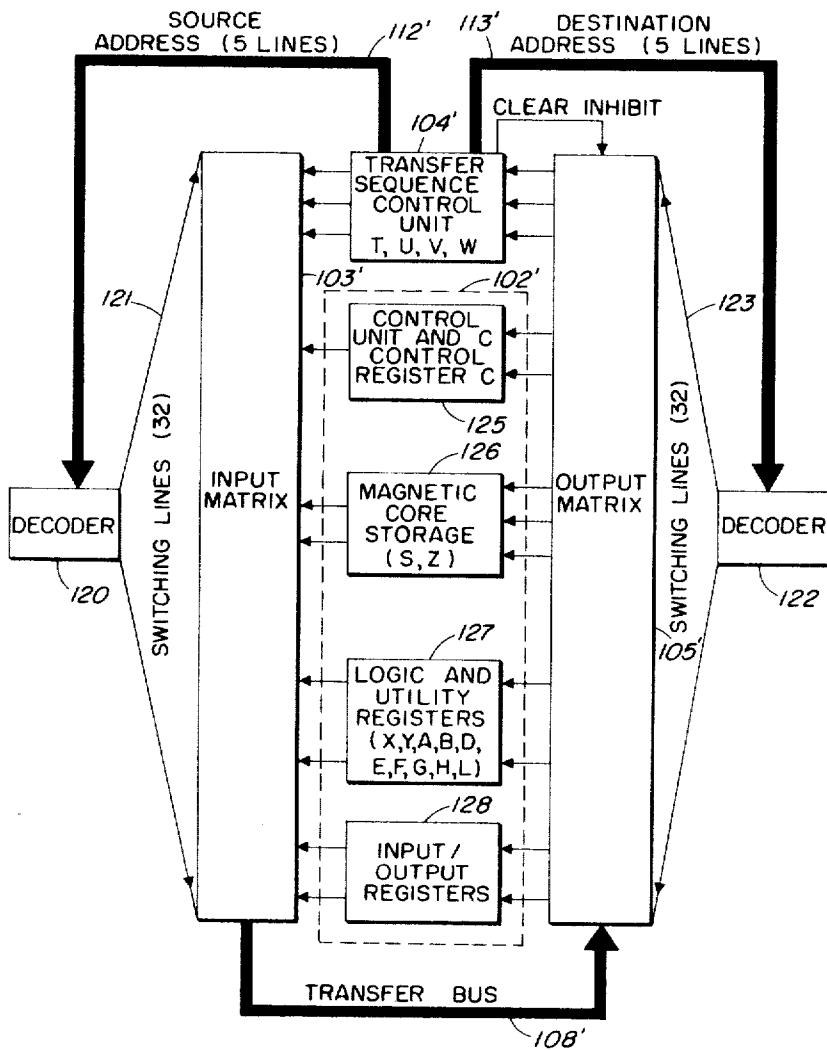 SOURCE
ADDRESS (5 LINES)
112'
113'
DESTINATION
ADDRESS (5 LINES)
CLEAR INHIBIT
104'
TRANSFER
SEQUENCE
CONTROL
UNIT
T, U, V, W
103'
102'
121
123
CONTROL
UNIT AND C
CONTROL
REGISTER C
125
SWITCHING LINES (32)
INPUT
MATRIX
126
MAGNETIC
CORE
STORAGE
(S, Z)
OUTPUT
MATRIX
SWITCHING LINES (32)
DECODER
120
DECODER
122
105'
127
LOGIC AND
UTILITY
REGISTERS
(X,Y,A,B,D,
E,F,G,H,L)
128
INPUT/
OUTPUT
REGISTERS
TRANSFER BUS
108'